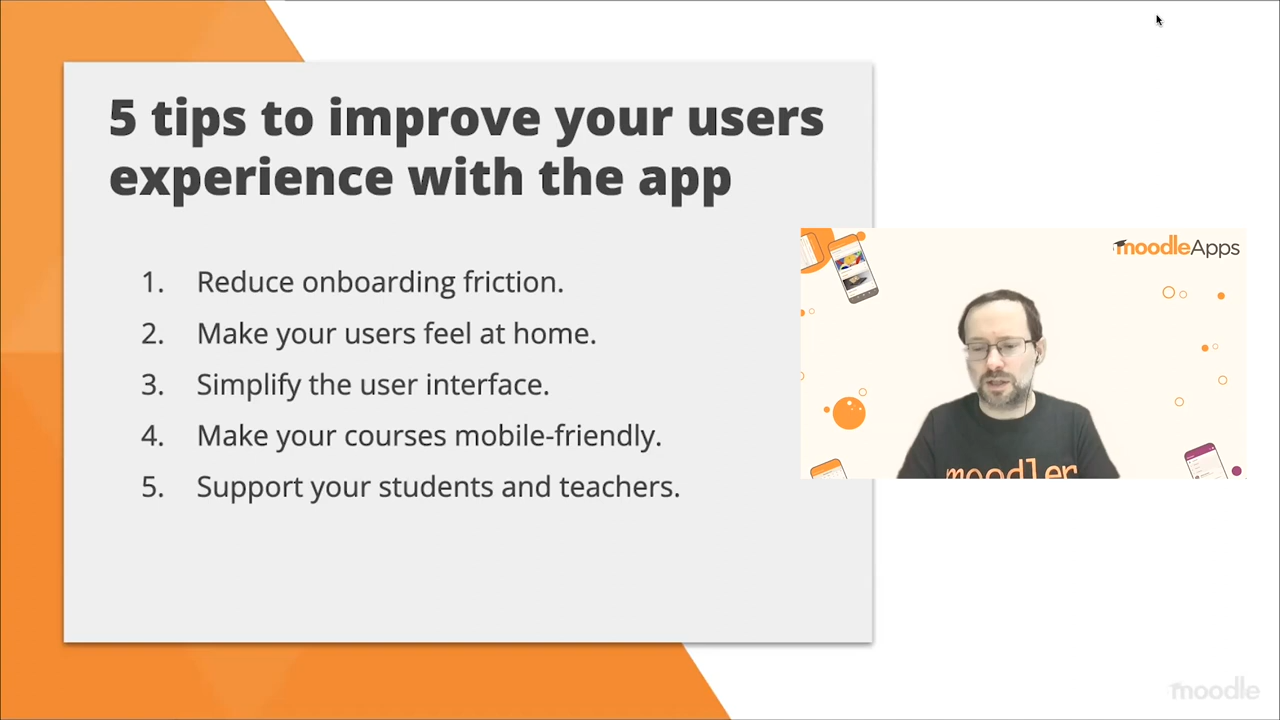 5 tips to improve your users
experience with the app
1. Reduce onboarding friction.
2. Make your users feel at home.
3. Simplify the user interface.
4. Make your courses mobile-friendly.
5. Support your students and teachers.
moodleApps
moodler
moodle